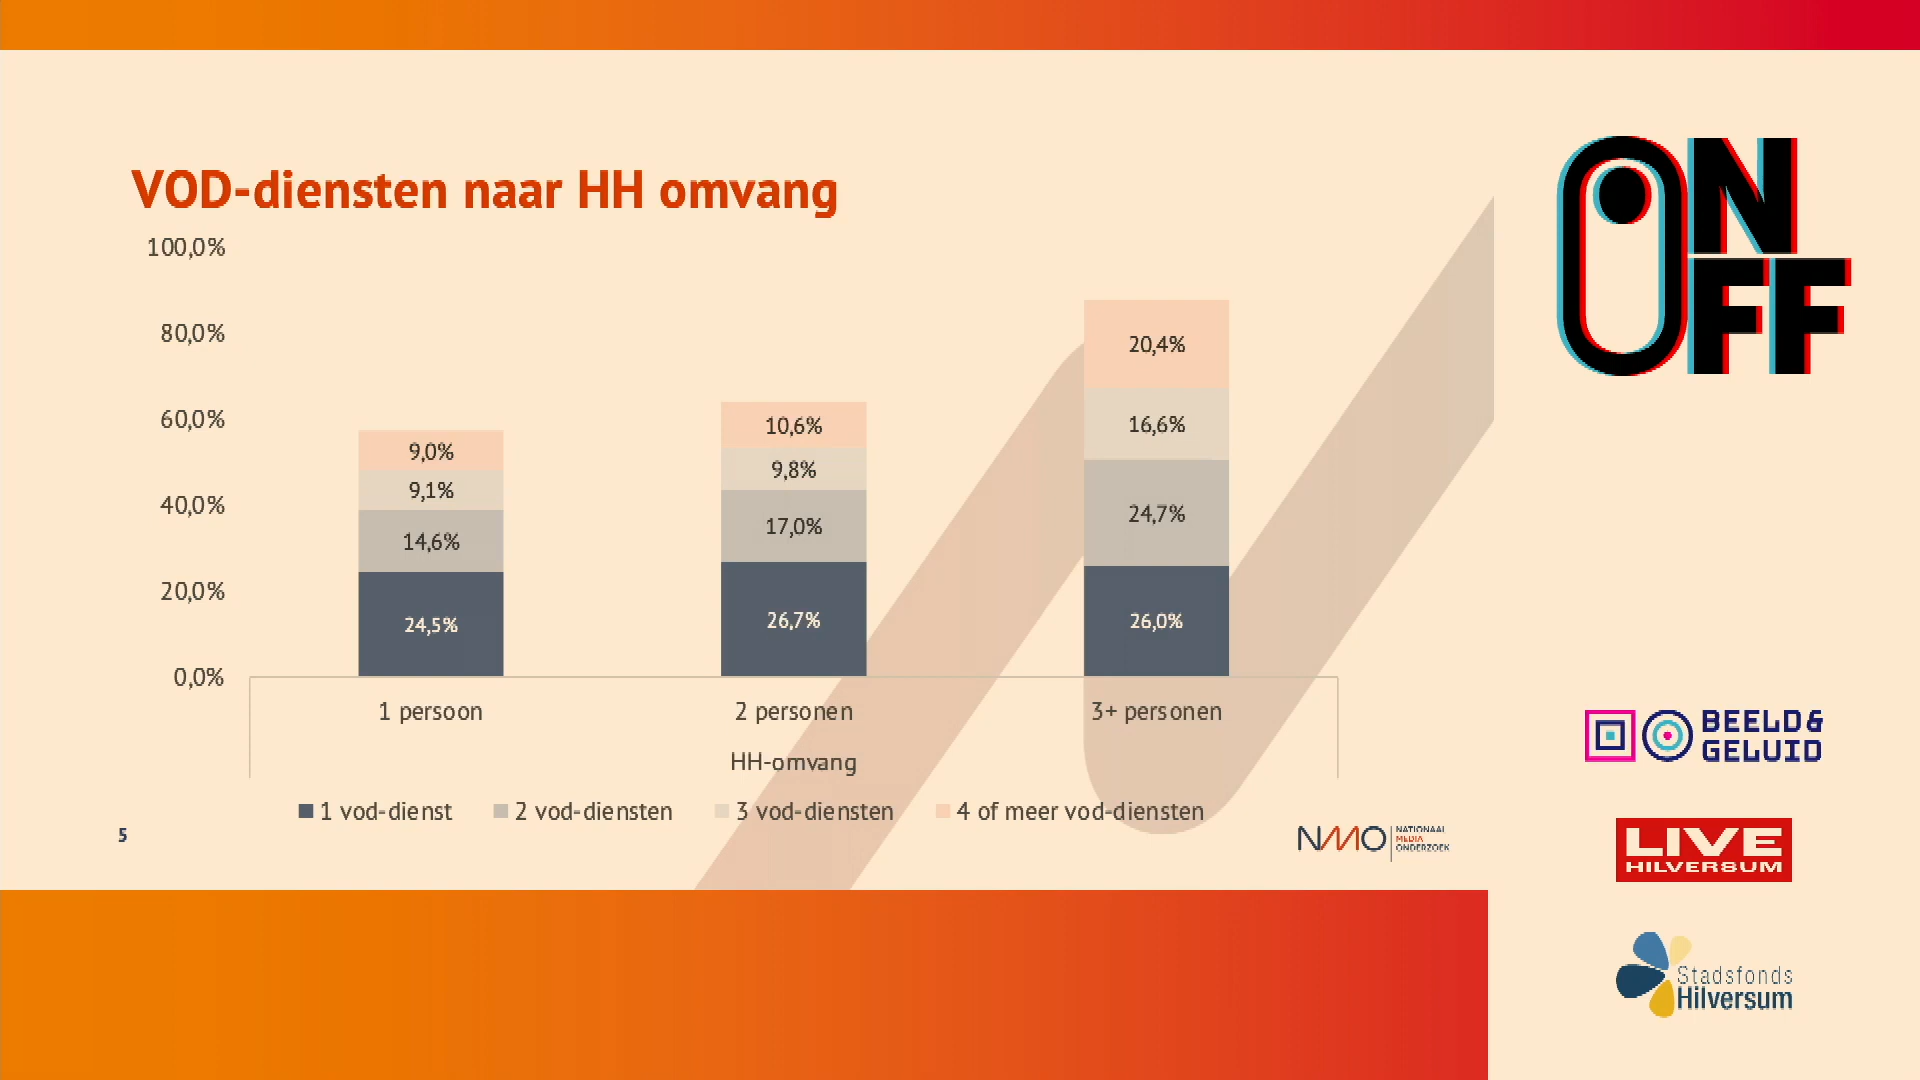 VOD-diensten naar HH omvang
100,0%
80,0%
60,0%
40,0%
20,0%
0,0%
9,0%
9,1%
14,6%
24,5%
10,6%
9,8%
17,0%
26,7%
20,4%
16,6%
24,7%
26,0%
1 persoon
2 personen
3+ personen
HH-omvang
1 vod-dienst
2 vod-diensten
3 vod-diensten
4 of meer vod-diensten
5
NMO
NATIONAAL
MEDIA
ONDERZOEK
ON
OFF
BEELD&
GELUID
LIVE
HILVERSUM
Stadsfonds
Hilversum